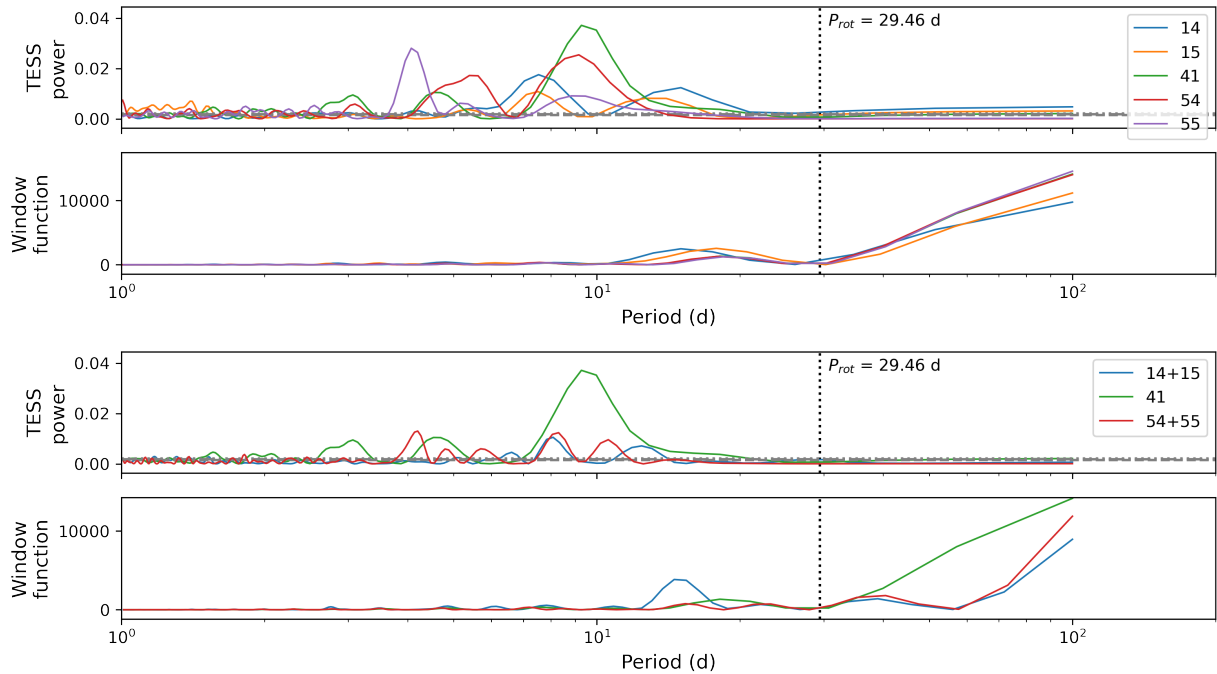 P_rot = 29.46 d
0.04
0.02
0.00
TESS
power
14
15
41
54
55
10000
0
Window
function
10^0
10^1
10^2
Period (d)
P_rot = 29.46 d
0.04
0.02
0.00
TESS
power
14+15
41
54+55
10000
0
Window
function
10^0
10^1
10^2
Period (d)